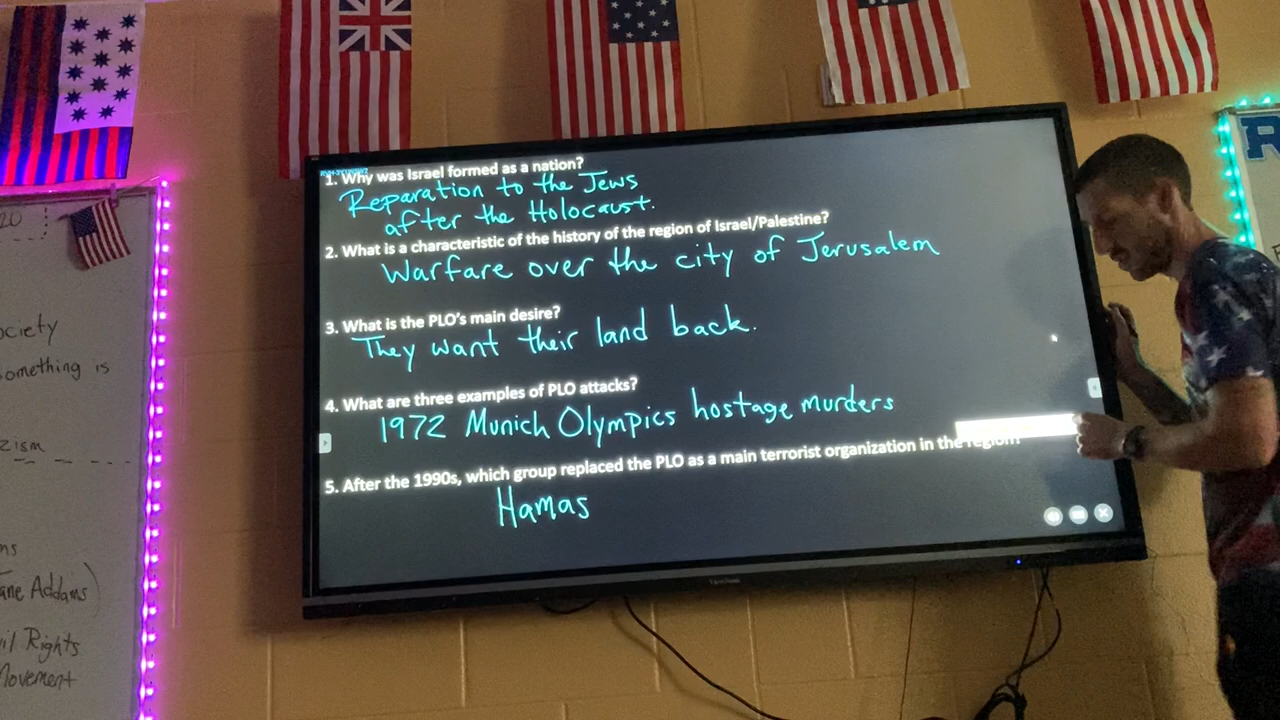 20
ociety
omething is
zism
ns
ane Addams)
il Rights
Movement
1. Why was Israel formed as a nation?
Reparation to the Jews
after the Holocaust.
2. What is a characteristic of the history of the region of Israel/Palestine?
Warfare over the city of Jerusalem
3. What is the PLO's main desire?
They want their land back.
4. What are three examples of PLO attacks?
1972 Munich Olympics hostage murders
5. After the 1990s, which group replaced the PLO as a main terrorist organization in the region?
Hamas
ViewSonic
R